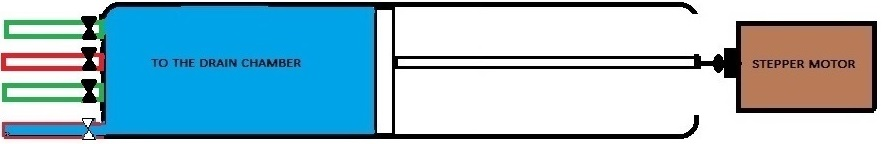 TO THE DRAIN CHAMBER
STEPPER MOTOR